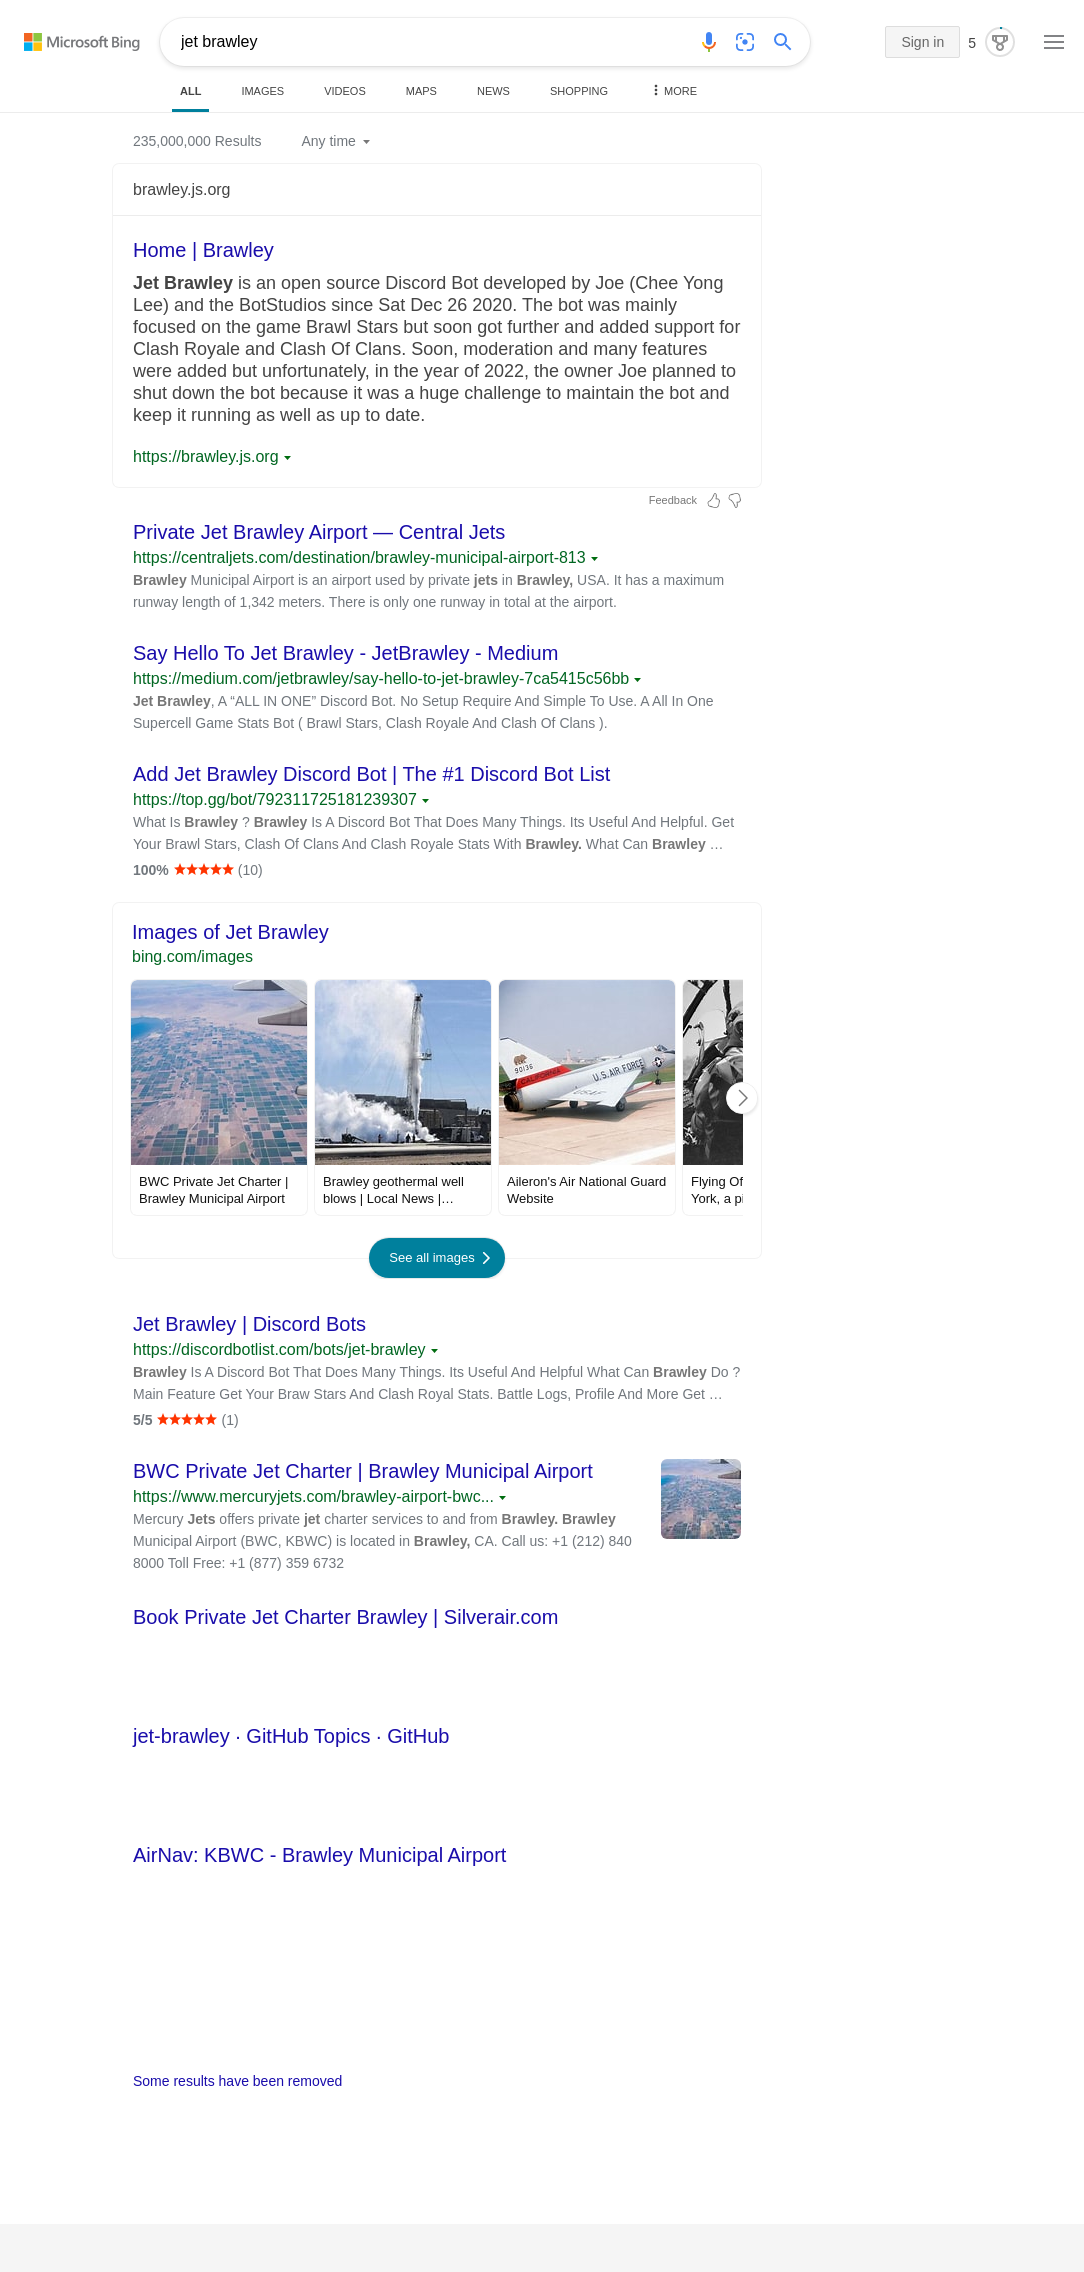 Microsoft Bing
jet brawley
Sign in
5
ALL
IMAGES
VIDEOS
MAPS
NEWS
SHOPPING
MORE
235,000,000 Results
Any time
brawley.js.org
Home | Brawley
Jet Brawley is an open source Discord Bot developed by Joe (Chee Yong
Lee) and the BotStudios since Sat Dec 26 2020. The bot was mainly
focused on the game Brawl Stars but soon got further and added support for
Clash Royale and Clash Of Clans. Soon, moderation and many features
were added but unfortunately, in the year of 2022, the owner Joe planned to
shut down the bot because it was a huge challenge to maintain the bot and
keep it running as well as up to date.
https://brawley.js.org
Feedback
Private Jet Brawley Airport — Central Jets
https://centraljets.com/destination/brawley-municipal-airport-813
Brawley Municipal Airport is an airport used by private jets in Brawley, USA. It has a maximum
runway length of 1,342 meters. There is only one runway in total at the airport.
Say Hello To Jet Brawley - JetBrawley - Medium
https://medium.com/jetbrawley/say-hello-to-jet-brawley-7ca5415c56bb
Jet Brawley, A “ALL IN ONE” Discord Bot. No Setup Require And Simple To Use. A All In One
Supercell Game Stats Bot ( Brawl Stars, Clash Royale And Clash Of Clans ).
Add Jet Brawley Discord Bot | The #1 Discord Bot List
https://top.gg/bot/792311725181239307
What Is Brawley ? Brawley Is A Discord Bot That Does Many Things. Its Useful And Helpful. Get
Your Brawl Stars, Clash Of Clans And Clash Royale Stats With Brawley. What Can Brawley …
100% (10)
Images of Jet Brawley
bing.com/images
90136
CALIFORNIA
U.S. AIR FORCE
USAF
BWC Private Jet Charter |
Brawley Municipal Airport
Brawley geothermal well
blows | Local News |…
Aileron's Air National Guard
Website
Flying Of
York, a pi
See all images
Jet Brawley | Discord Bots
https://discordbotlist.com/bots/jet-brawley
Brawley Is A Discord Bot That Does Many Things. Its Useful And Helpful What Can Brawley Do ?
Main Feature Get Your Braw Stars And Clash Royal Stats. Battle Logs, Profile And More Get …
5/5 (1)
BWC Private Jet Charter | Brawley Municipal Airport
https://www.mercuryjets.com/brawley-airport-bwc...
Mercury Jets offers private jet charter services to and from Brawley. Brawley
Municipal Airport (BWC, KBWC) is located in Brawley, CA. Call us: +1 (212) 840
8000 Toll Free: +1 (877) 359 6732
Book Private Jet Charter Brawley | Silverair.com
jet-brawley · GitHub Topics · GitHub
AirNav: KBWC - Brawley Municipal Airport
Some results have been removed